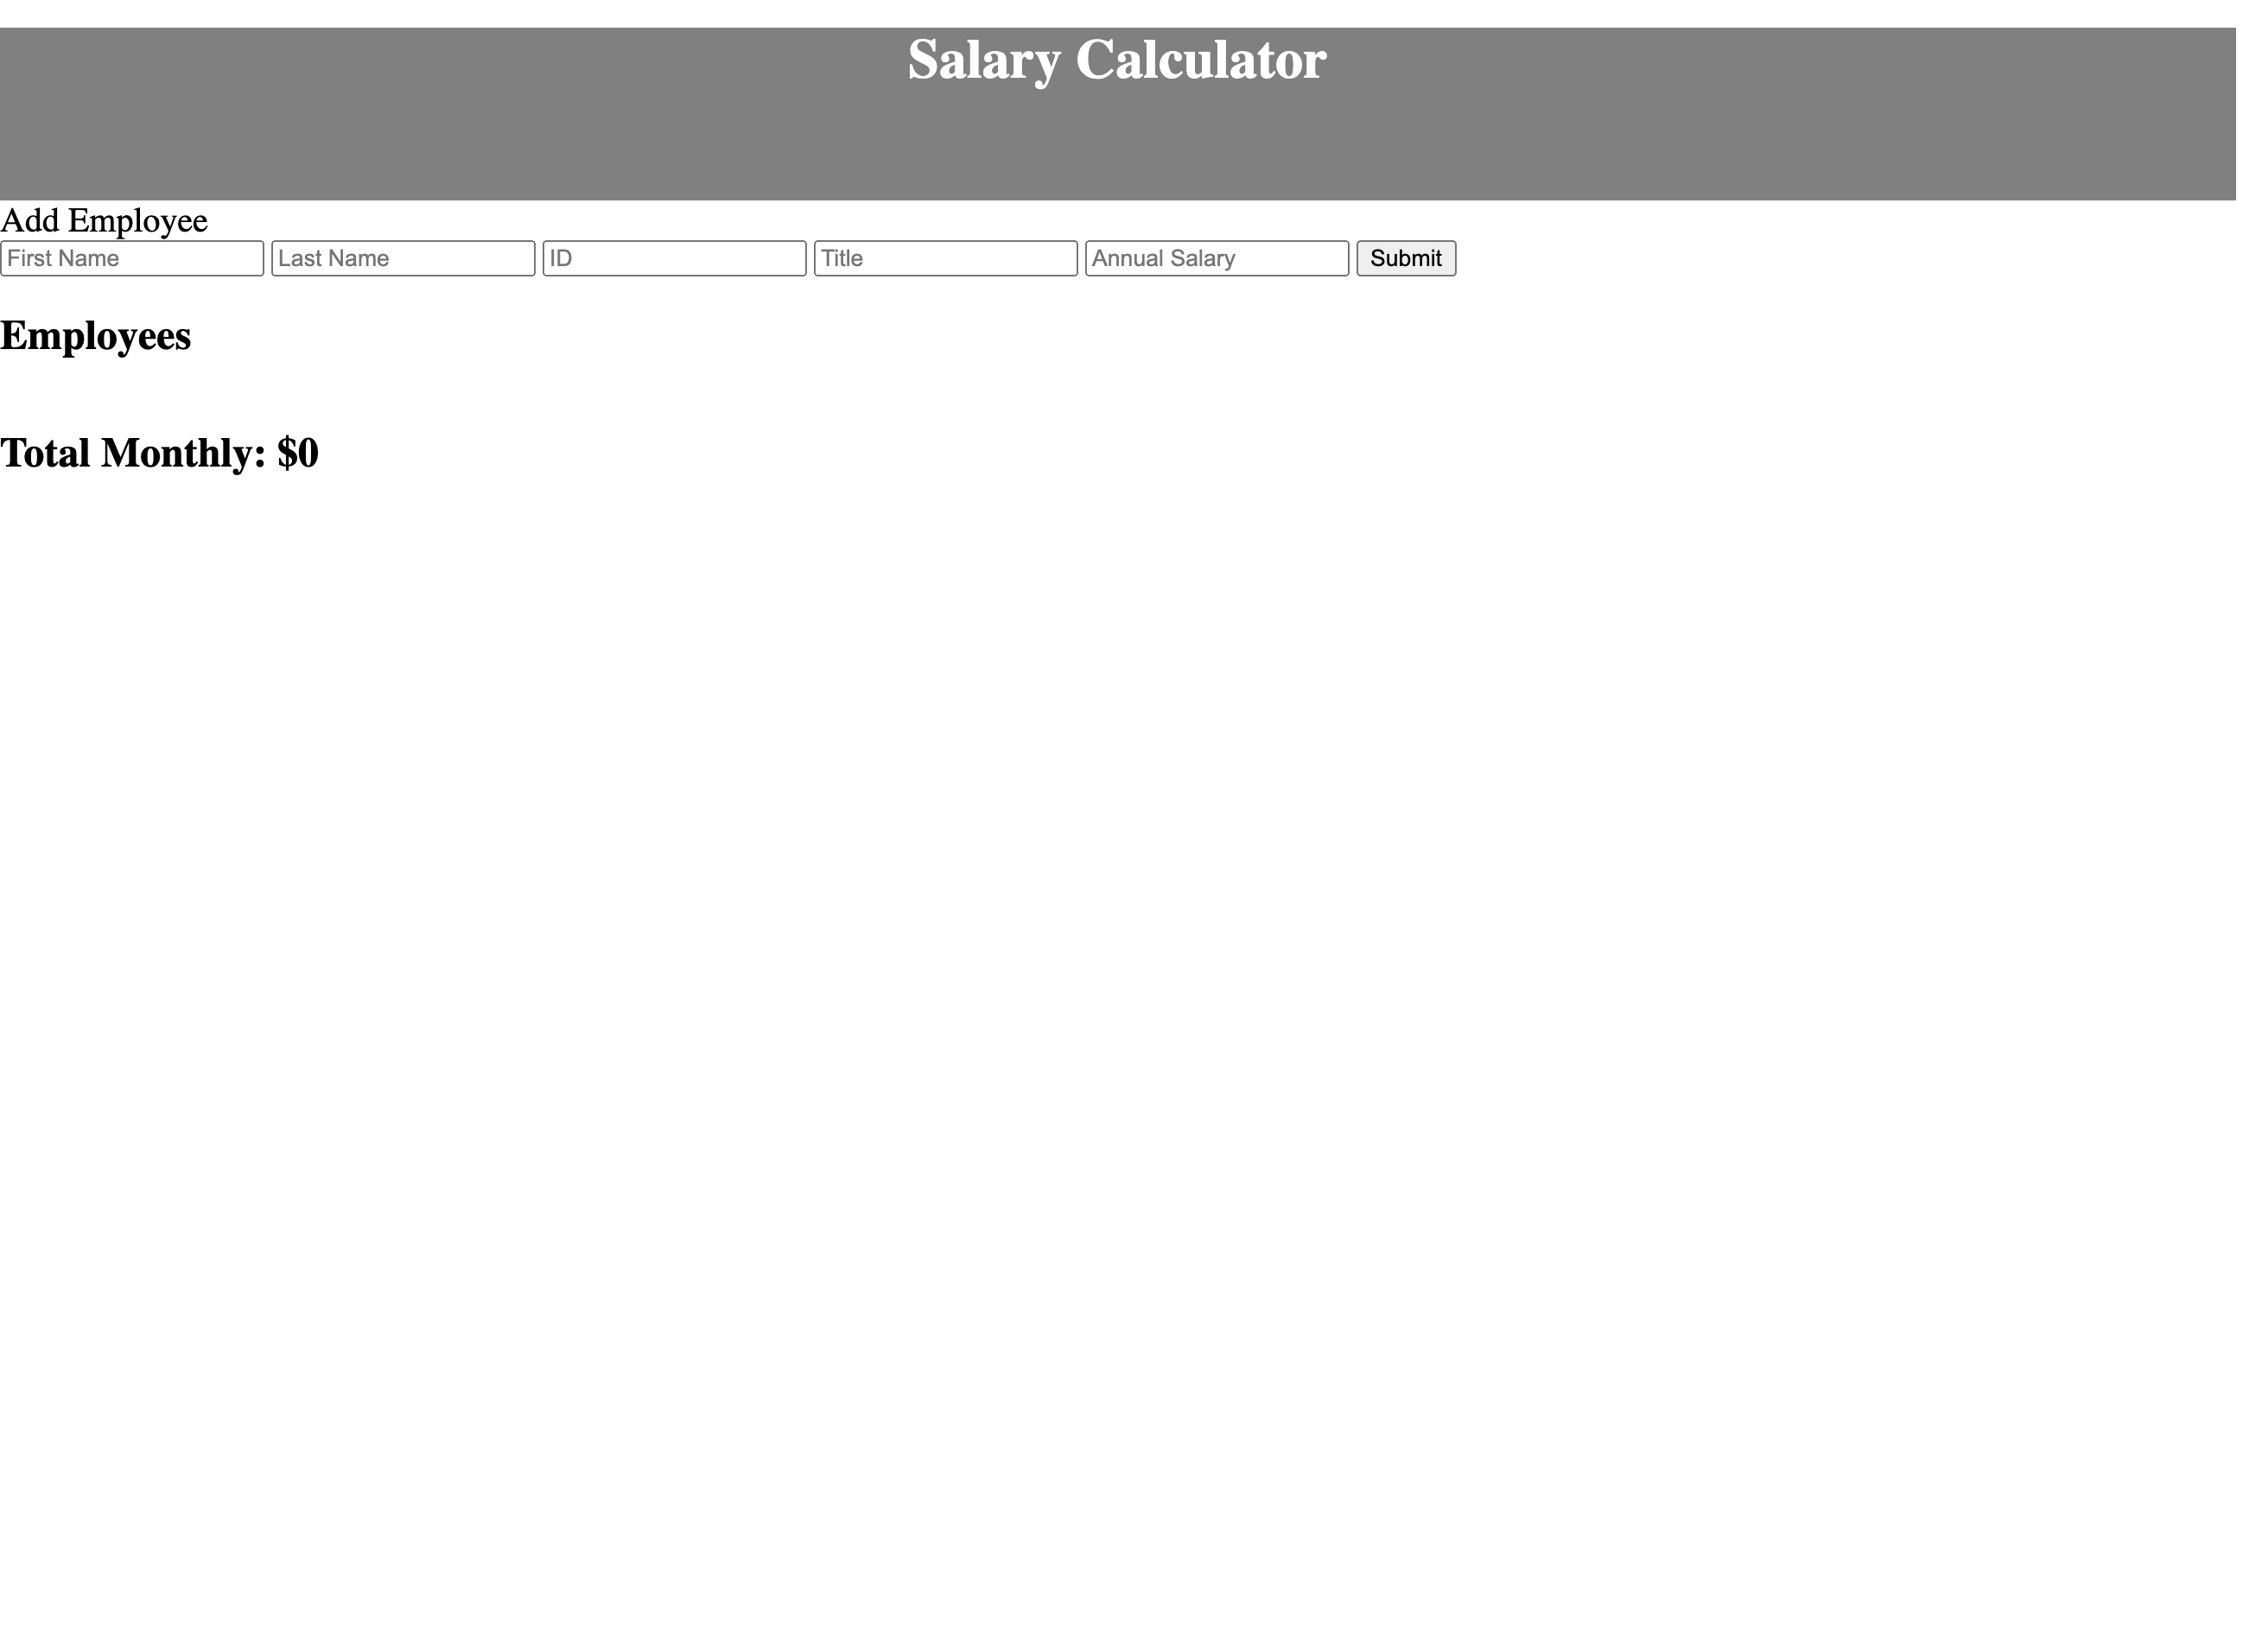 Salary Calculator
Add Employee
First Name Last Name ID Title Annual Salary Submit
Employees
Total Monthly: $0